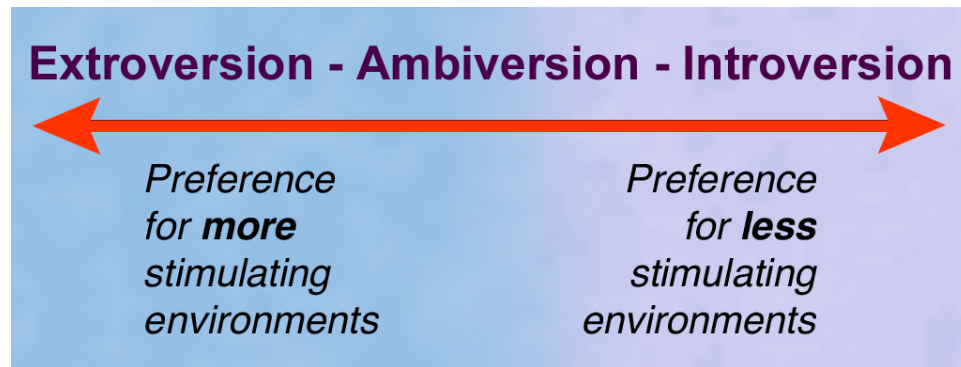 Extroversion - Ambiversion - Introversion
Preference
for more
stimulating
environments
Preference
for less
stimulating
environments